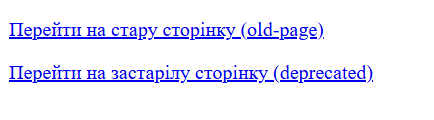 Перейти на стару сторінку (old-page)
Перейти на застарілу сторінку (deprecated)